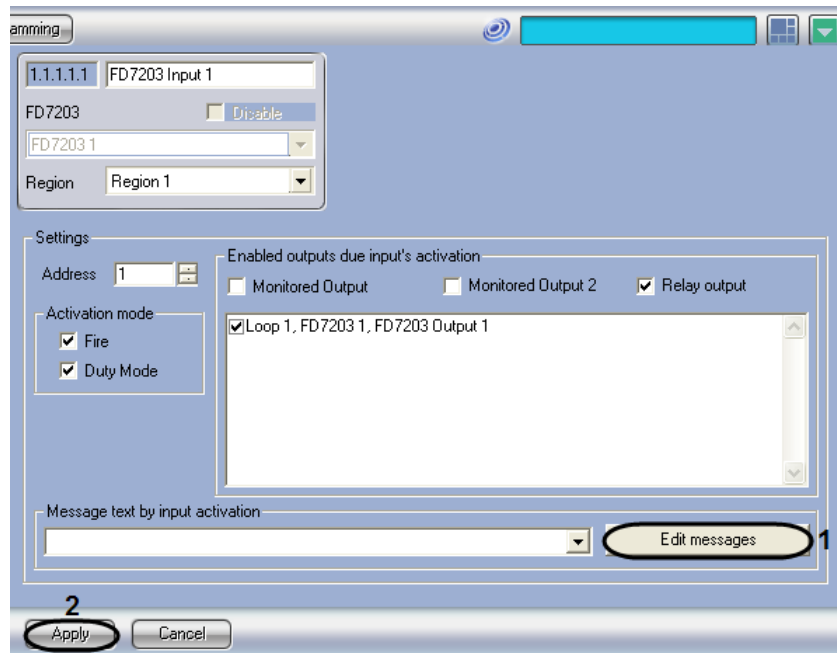 amming
1.1.1.1.1 FD7203 Input 1
FD7203 Disable
FD7203 1
Region Region 1
Settings
Address 1
Enabled outputs due input's activation
Monitored Output Monitored Output 2 Relay output
Activation mode
Fire
Duty Mode
Loop 1, FD7203 1, FD7203 Output 1
Message text by input activation
Edit messages 1
2
Apply Cancel